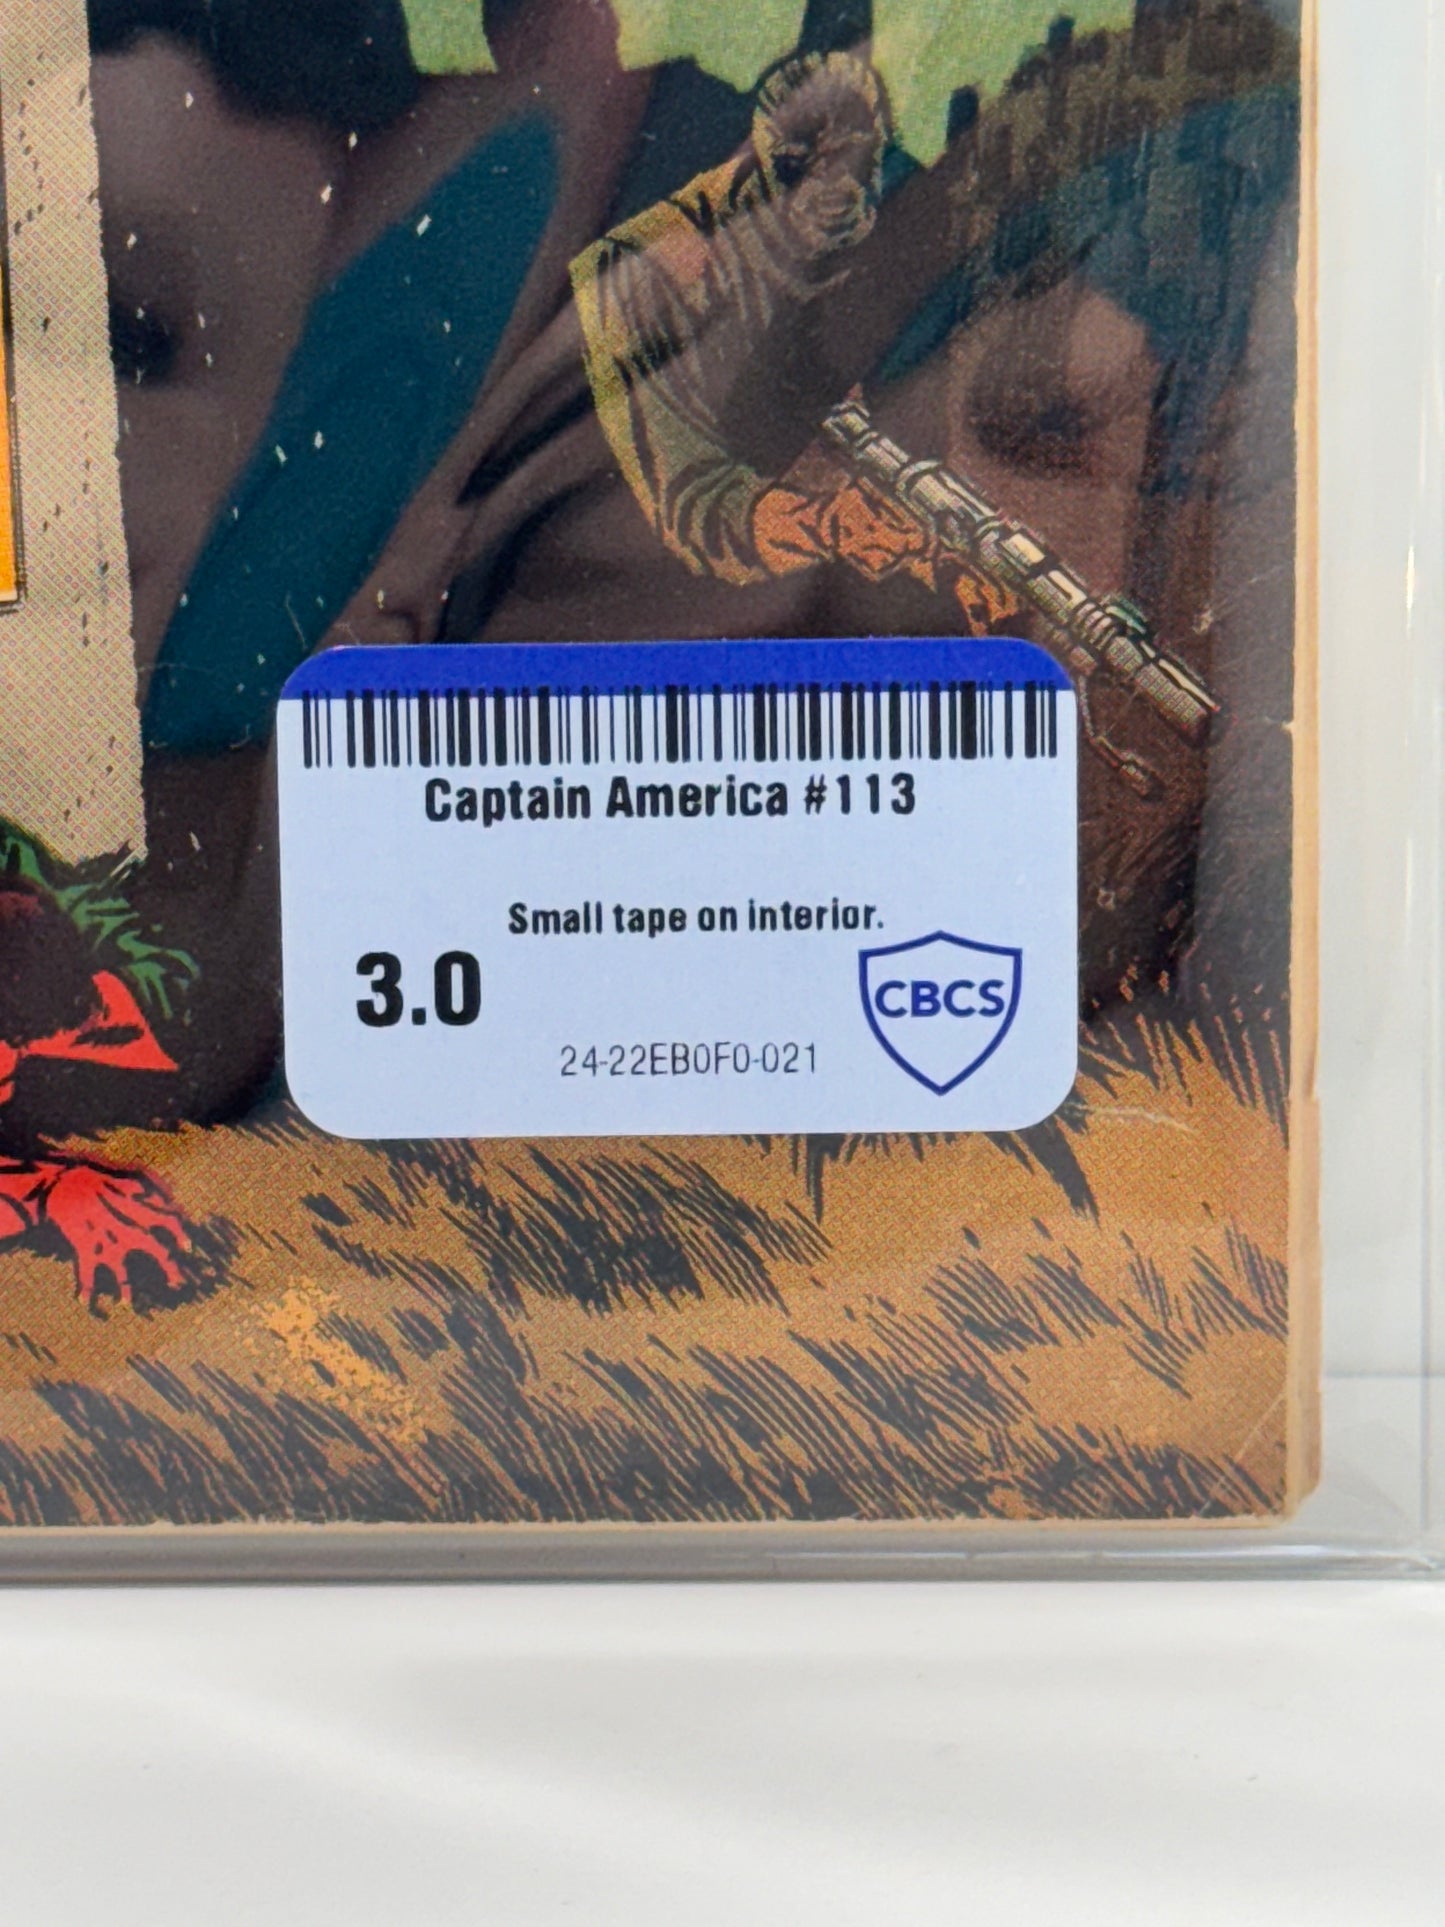 Captain America #113
Small tape on interior.
3.0
CBCS
24-22EB0F0-021